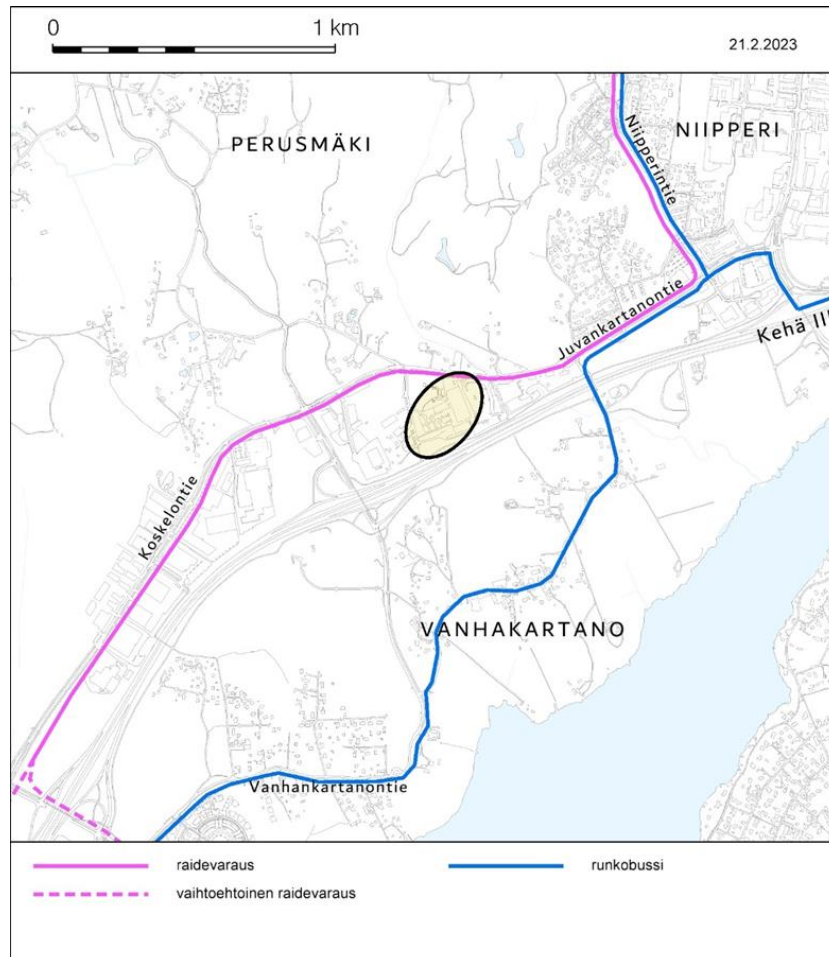 0 1 km
21.2.2023
PERUSMÄKI
NIIPPERI
Niipperintie
Juvankartanontie
Kehä III
Koskelontie
VANHAKARTANO
Vanhankartanontie
raidevaraus
runkobussi
vaihtoehtoinen raidevaraus